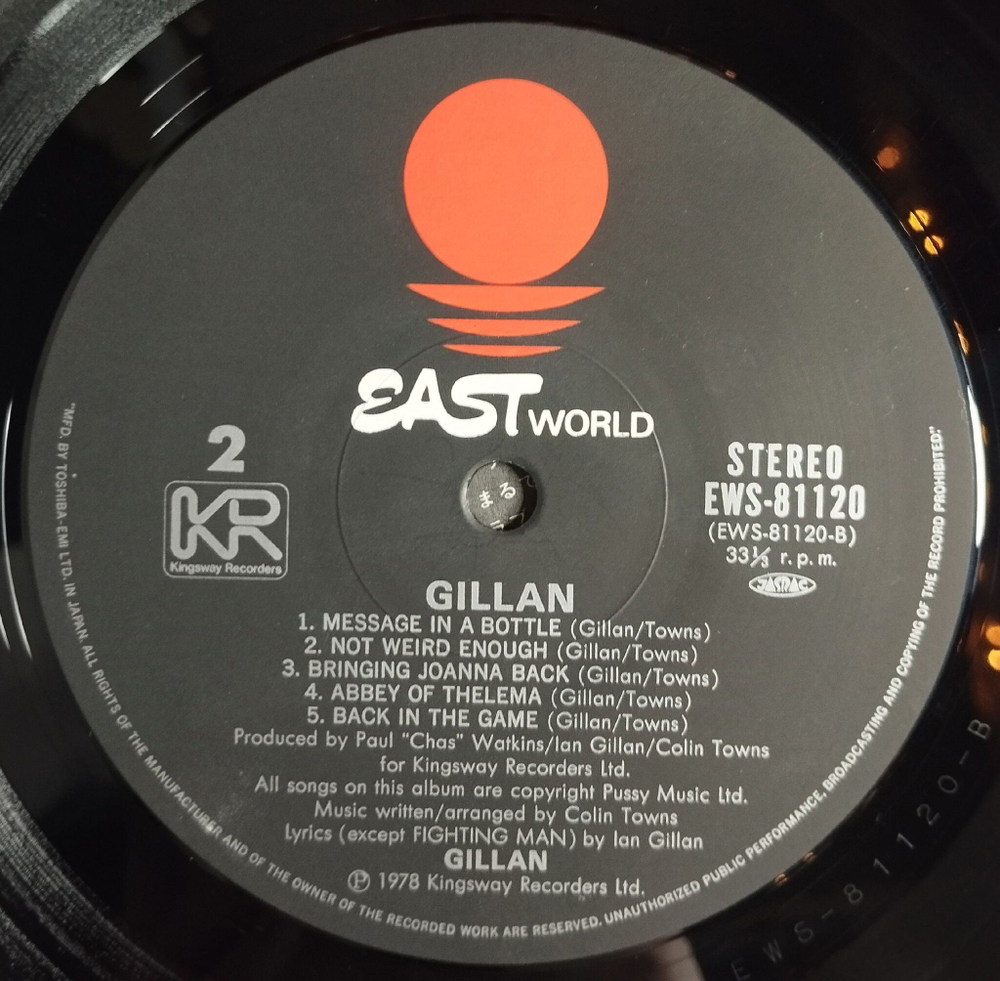 EAST WORLD
2
KR
Kingsway Recorders
STEREO
EWS-81120
(EWS-81120-B)
33⅓ r.p.m.
JASRAC
まる
GILLAN
1. MESSAGE IN A BOTTLE (Gillan/Towns)
2. NOT WEIRD ENOUGH (Gillan/Towns)
3. BRINGING JOANNA BACK (Gillan/Towns)
4. ABBEY OF THELEMA (Gillan/Towns)
5. BACK IN THE GAME (Gillan/Towns)
Produced by Paul "Chas" Watkins/Ian Gillan/Colin Towns
for Kingsway Recorders Ltd.
All songs on this album are copyright Pussy Music Ltd.
Music written/arranged by Colin Towns
Lyrics (except FIGHTING MAN) by Ian Gillan
GILLAN
Ⓟ 1978 Kingsway Recorders Ltd.
"MFD. BY TOSHIBA-EMI LTD. IN JAPAN. ALL RIGHTS OF THE MANUFACTURER AND OF THE OWNER OF THE RECORDED WORK ARE RESERVED. UNAUTHORIZED PUBLIC PERFORMANCE, BROADCASTING AND COPYING OF THE RECORD PROHIBITED."
EWS-81120-B